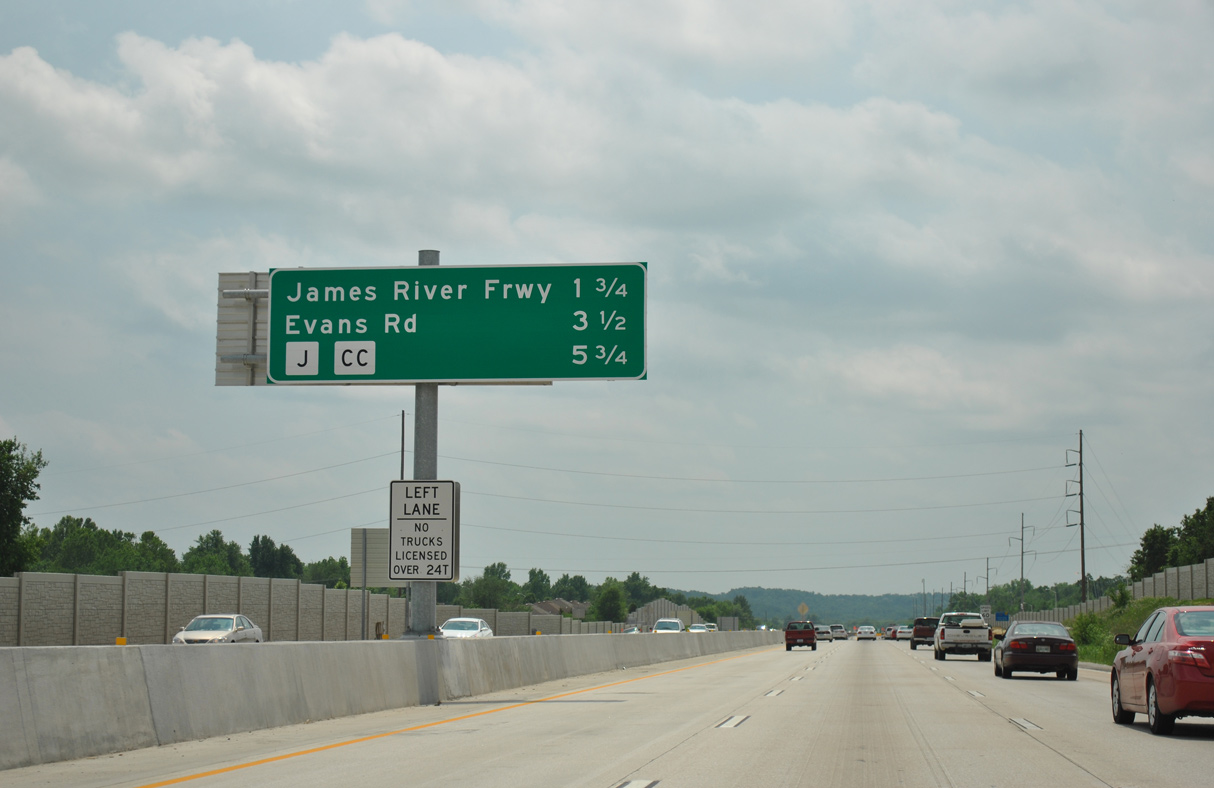 James River Frwy 1 3/4
Evans Rd 3 1/2
J CC 5 3/4
LEFT
LANE
NO
TRUCKS
LICENSED
OVER 24T